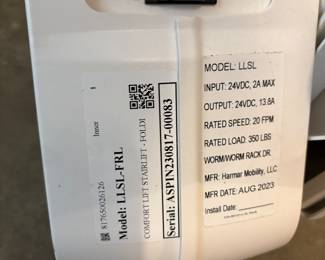 Inner
817650026126
Model: LLSL-FRL
COMFORT LIFT STAIRLIFT - FOLDI
Serial: ASPIN230817-00083
MODEL: LLSL
INPUT: 24VDC, 2A MAX
OUTPUT: 24VDC, 13.8A
RATED SPEED: 20 FPM
RATED LOAD: 350 LBS
WORM/WORM RACK DR.
MFR: Harmar Mobility, LLC
MFR DATE: AUG 2023
Install Date: